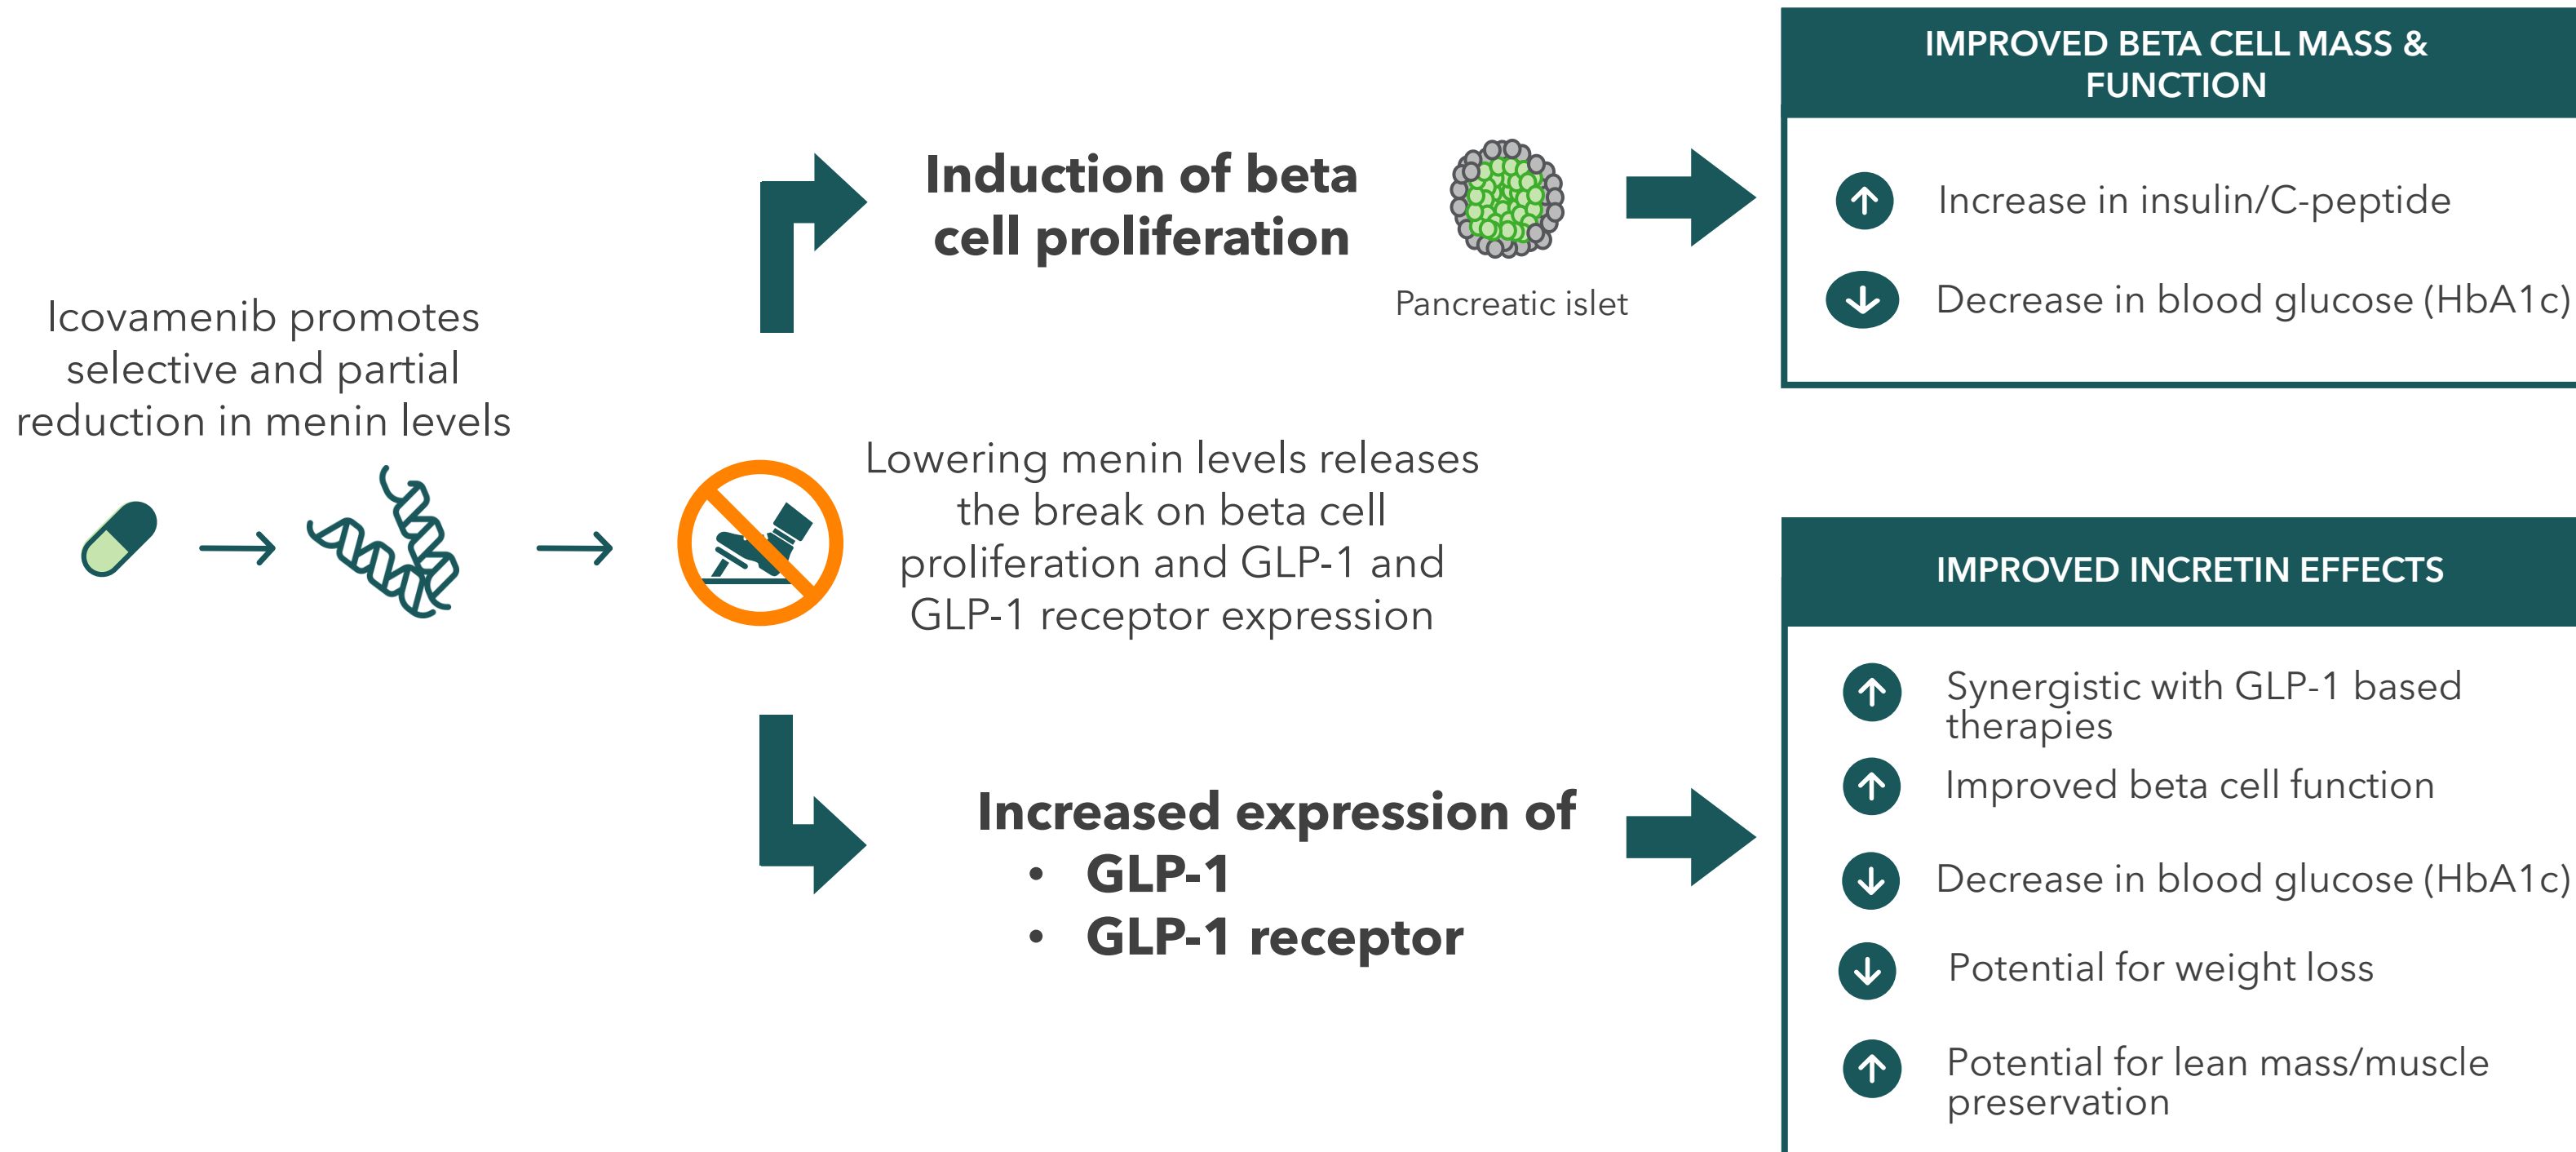 Icovamenib promotes
selective and partial
reduction in menin levels
Induction of beta
cell proliferation
Pancreatic islet
Lowering menin levels releases
the break on beta cell
proliferation and GLP-1 and
GLP-1 receptor expression
Increased expression of
• GLP-1
• GLP-1 receptor
IMPROVED BETA CELL MASS &
FUNCTION
Increase in insulin/C-peptide
Decrease in blood glucose (HbA1c)
IMPROVED INCRETIN EFFECTS
Synergistic with GLP-1 based
therapies
Improved beta cell function
Decrease in blood glucose (HbA1c)
Potential for weight loss
Potential for lean mass/muscle
preservation